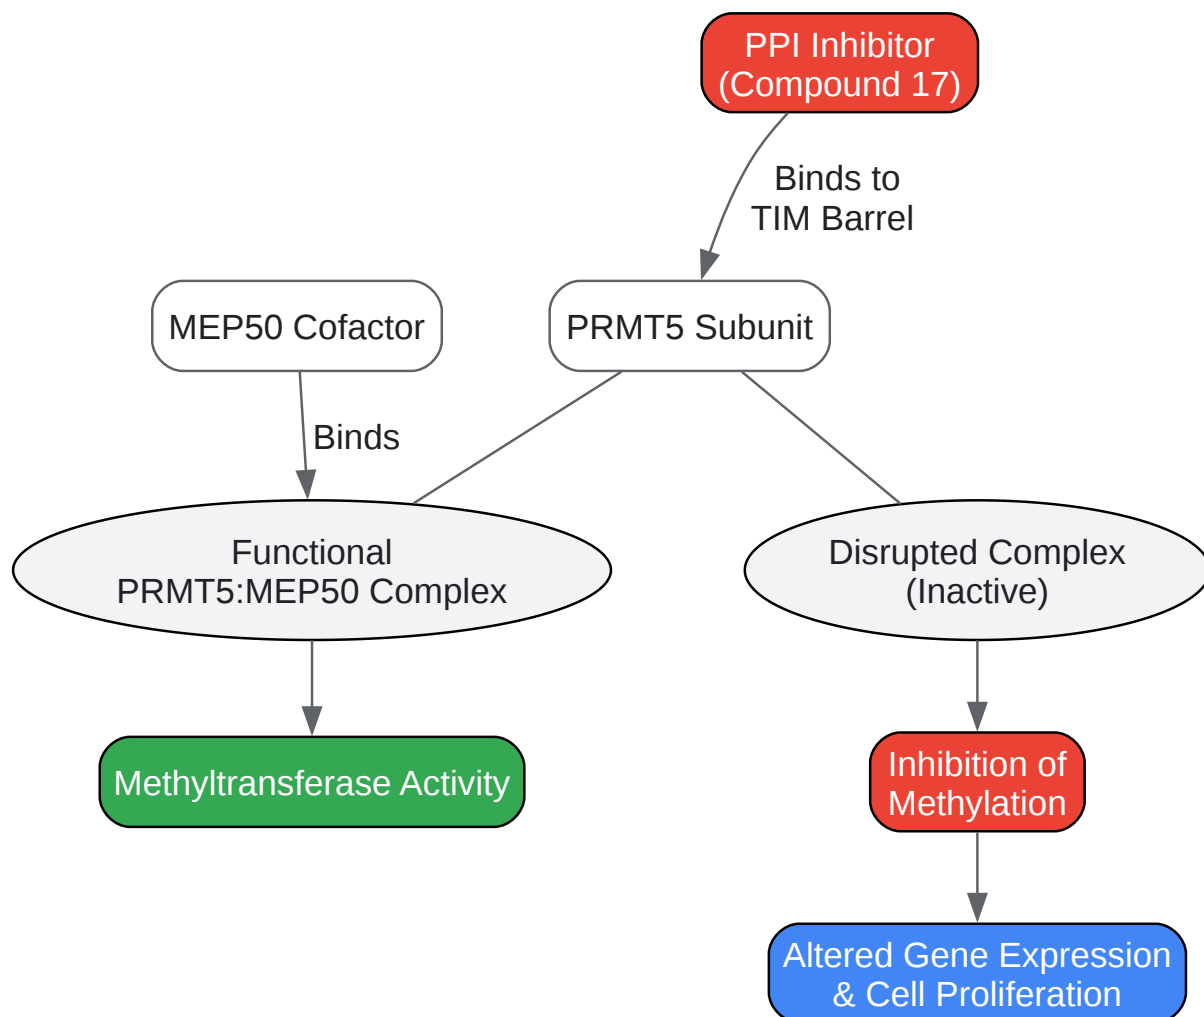 PPI Inhibitor
(Compound 17)
Binds to
TIM Barrel
MEP50 Cofactor
PRMT5 Subunit
Binds
Functional
PRMT5:MEP50 Complex
Disrupted Complex
(Inactive)
Methyltransferase Activity
Inhibition of
Methylation
Altered Gene Expression
& Cell Proliferation